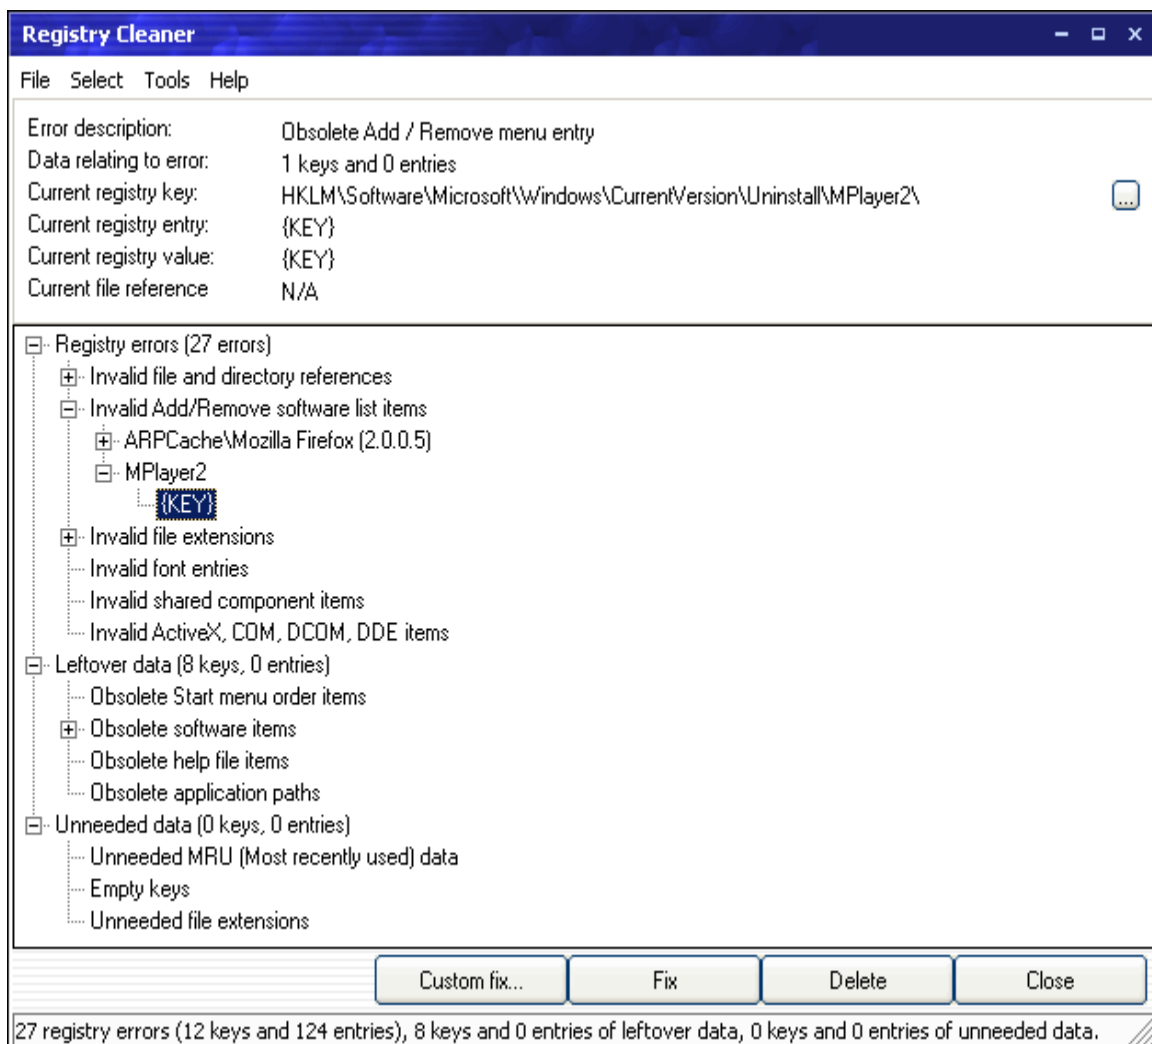 Registry Cleaner
File Select Tools Help
Error description: Obsolete Add / Remove menu entry
Data relating to error: 1 keys and 0 entries
Current registry key: HKLM\Software\Microsoft\Windows\CurrentVersion\Uninstall\MPlayer2\ ...
Current registry entry: {KEY}
Current registry value: {KEY}
Current file reference N/A
Registry errors (27 errors)
Invalid file and directory references
Invalid Add/Remove software list items
ARPCache\Mozilla Firefox (2.0.0.5)
MPlayer2
{KEY}
Invalid file extensions
Invalid font entries
Invalid shared component items
Invalid ActiveX, COM, DCOM, DDE items
Leftover data (8 keys, 0 entries)
Obsolete Start menu order items
Obsolete software items
Obsolete help file items
Obsolete application paths
Unneeded data (0 keys, 0 entries)
Unneeded MRU (Most recently used) data
Empty keys
Unneeded file extensions
Custom fix... Fix Delete Close
27 registry errors (12 keys and 124 entries), 8 keys and 0 entries of leftover data, 0 keys and 0 entries of unneeded data.